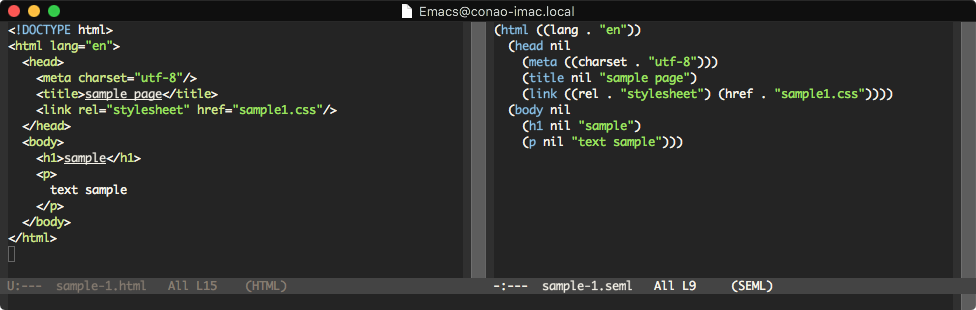 Emacs@conao-imac.local
<!DOCTYPE html>
<html lang="en">
  <head>
    <meta charset="utf-8"/>
    <title>sample page</title>
    <link rel="stylesheet" href="sample1.css"/>
  </head>
  <body>
    <h1>sample</h1>
    <p>
      text sample
    </p>
  </body>
</html>
U:---  sample-1.html   All L15    (HTML)
(html ((lang . "en"))
  (head nil
    (meta ((charset . "utf-8")))
    (title nil "sample page")
    (link ((rel . "stylesheet") (href . "sample1.css"))))
  (body nil
    (h1 nil "sample")
    (p nil "text sample")))
-:---  sample-1.seml   All L9     (SEML)